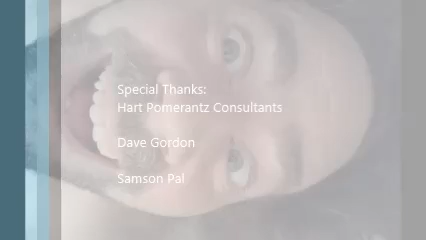 Special Thanks:
Hart Pomerantz Consultants
Dave Gordon
Samson Pal